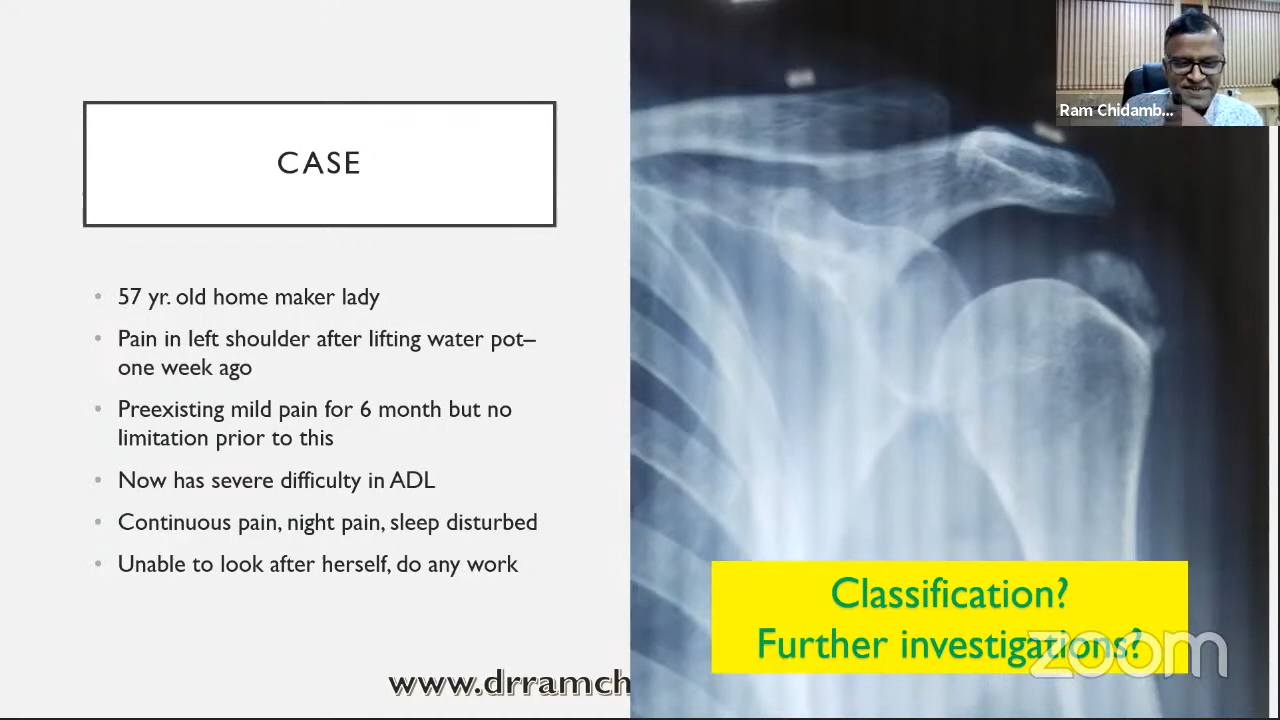 CASE
• 57 yr. old home maker lady
• Pain in left shoulder after lifting water pot–
one week ago
• Preexisting mild pain for 6 month but no
limitation prior to this
• Now has severe difficulty in ADL
• Continuous pain, night pain, sleep disturbed
• Unable to look after herself, do any work
www.drramch
Ram Chidamb...
Classification?
Further investigations?
zoom